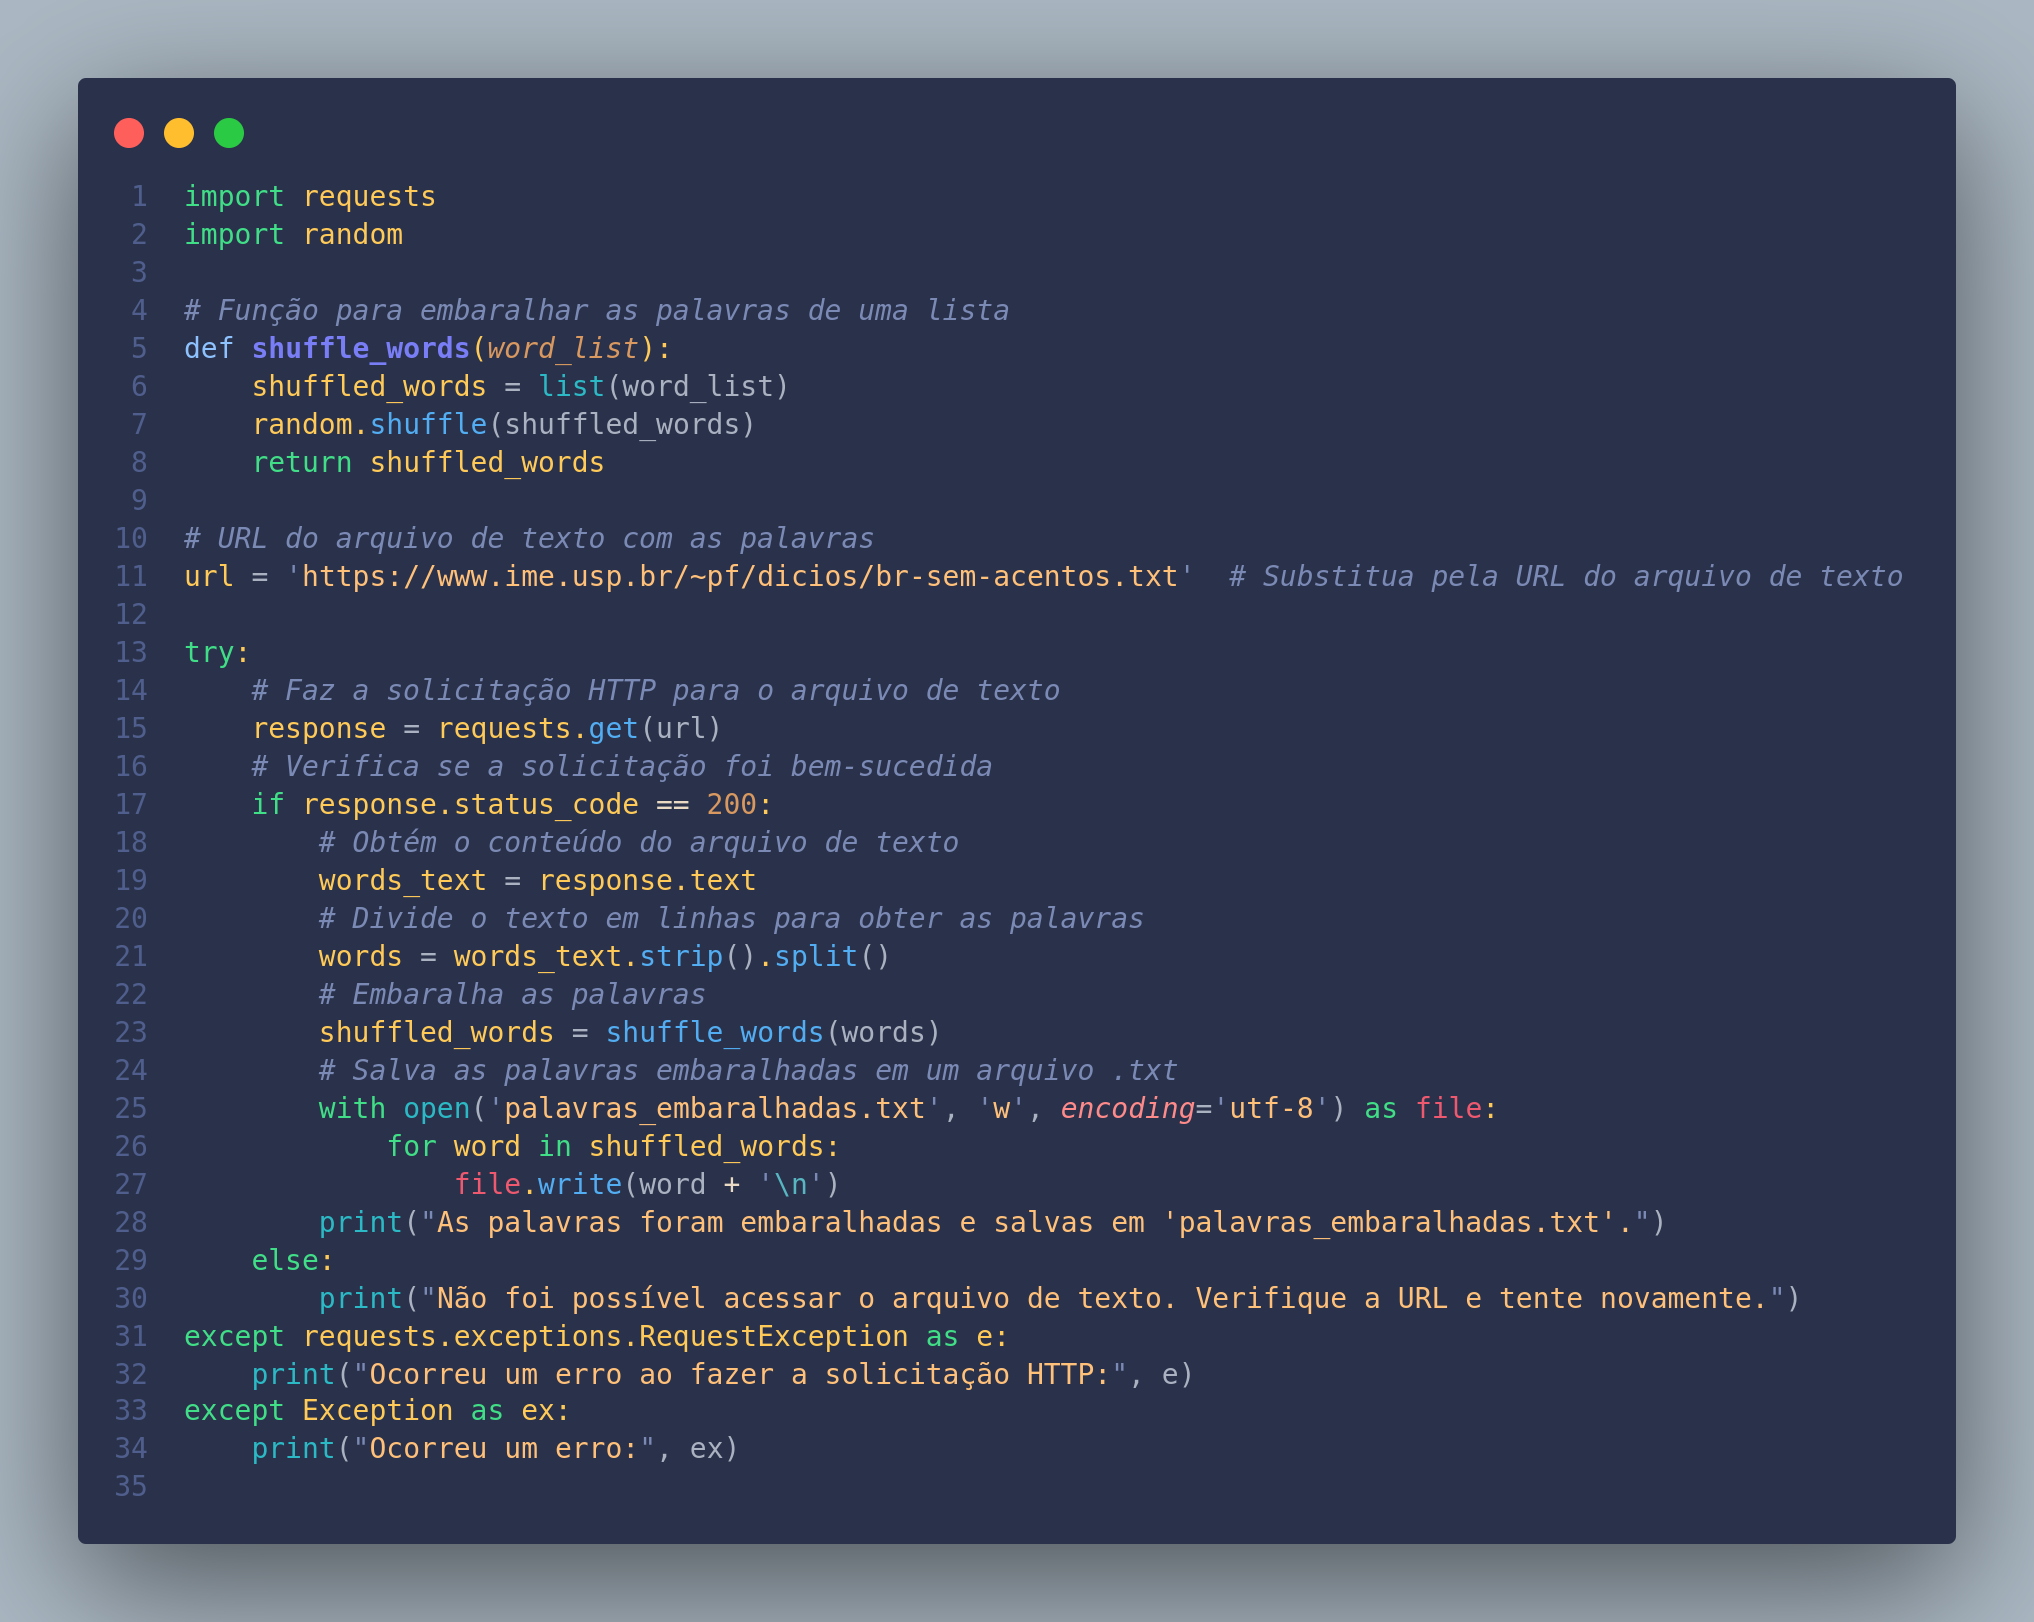 1 import requests
2 import random
3
4 # Função para embaralhar as palavras de uma lista
5 def shuffle_words(word_list):
6     shuffled_words = list(word_list)
7     random.shuffle(shuffled_words)
8     return shuffled_words
9
10 # URL do arquivo de texto com as palavras
11 url = 'https://www.ime.usp.br/~pf/dicios/br-sem-acentos.txt'  # Substitua pela URL do arquivo de texto
12
13 try:
14     # Faz a solicitação HTTP para o arquivo de texto
15     response = requests.get(url)
16     # Verifica se a solicitação foi bem-sucedida
17     if response.status_code == 200:
18         # Obtém o conteúdo do arquivo de texto
19         words_text = response.text
20         # Divide o texto em linhas para obter as palavras
21         words = words_text.strip().split()
22         # Embaralha as palavras
23         shuffled_words = shuffle_words(words)
24         # Salva as palavras embaralhadas em um arquivo .txt
25         with open('palavras_embaralhadas.txt', 'w', encoding='utf-8') as file:
26             for word in shuffled_words:
27                 file.write(word + '\n')
28         print("As palavras foram embaralhadas e salvas em 'palavras_embaralhadas.txt'.")
29     else:
30         print("Não foi possível acessar o arquivo de texto. Verifique a URL e tente novamente.")
31 except requests.exceptions.RequestException as e:
32     print("Ocorreu um erro ao fazer a solicitação HTTP:", e)
33 except Exception as ex:
34     print("Ocorreu um erro:", ex)
35